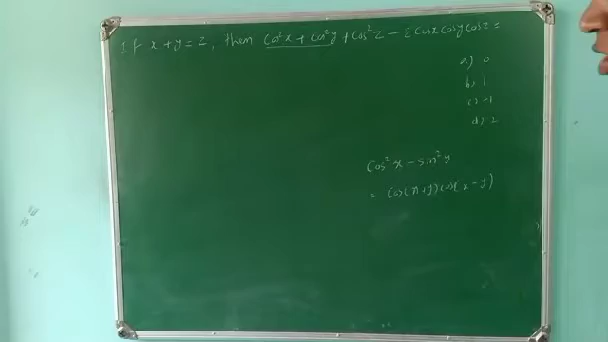 If x + y = z, then cos²x + cos²y + cos²z - 2 cosx cosy cosz =
a) 0
b) 1
c) -1
d) 2
cos²x - sin²y
= cos(x+y) cos(x-y)